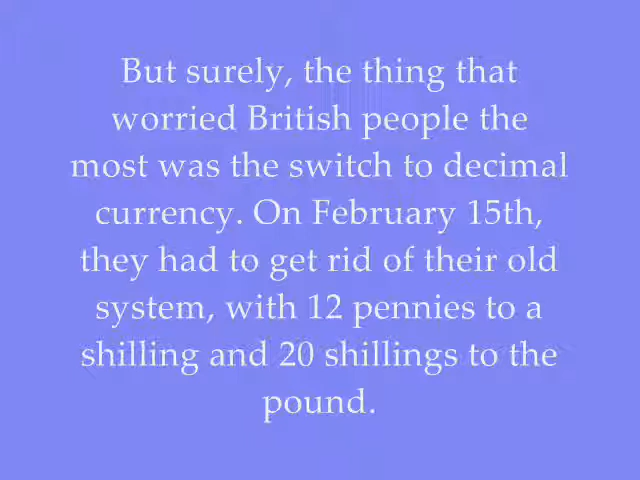 But surely, the thing that
worried British people the
most was the switch to decimal
currency. On February 15th,
they had to get rid of their old
system, with 12 pennies to a
shilling and 20 shillings to the
pound.